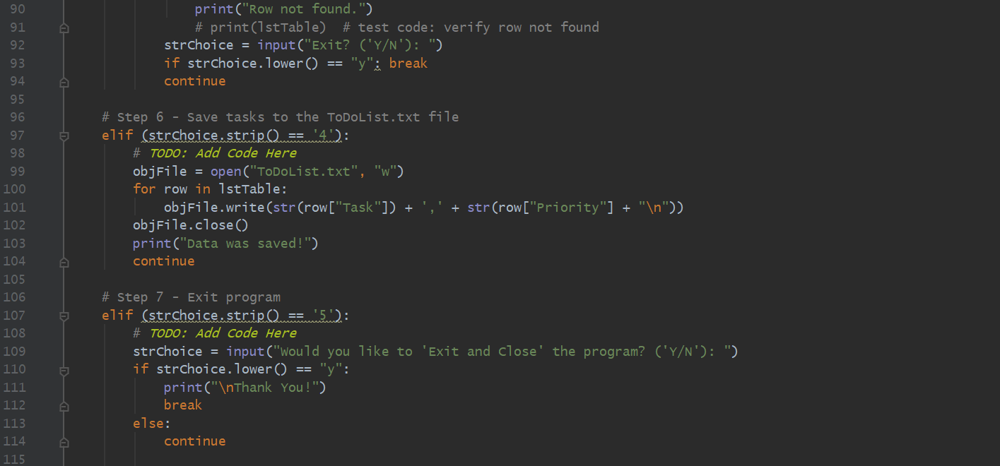 90 print("Row not found.")
91 # print(lstTable)  # test code: verify row not found
92 strChoice = input("Exit? ('Y/N'): ")
93 if strChoice.lower() == "y": break
94 continue
95
96 # Step 6 - Save tasks to the ToDoList.txt file
97 elif (strChoice.strip() == '4'):
98 # TODO: Add Code Here
99 objFile = open("ToDoList.txt", "w")
100 for row in lstTable:
101 objFile.write(str(row["Task"]) + ',' + str(row["Priority"] + "\n"))
102 objFile.close()
103 print("Data was saved!")
104 continue
105
106 # Step 7 - Exit program
107 elif (strChoice.strip() == '5'):
108 # TODO: Add Code Here
109 strChoice = input("Would you like to 'Exit and Close' the program? ('Y/N'): ")
110 if strChoice.lower() == "y":
111 print("\nThank You!")
112 break
113 else:
114 continue
115